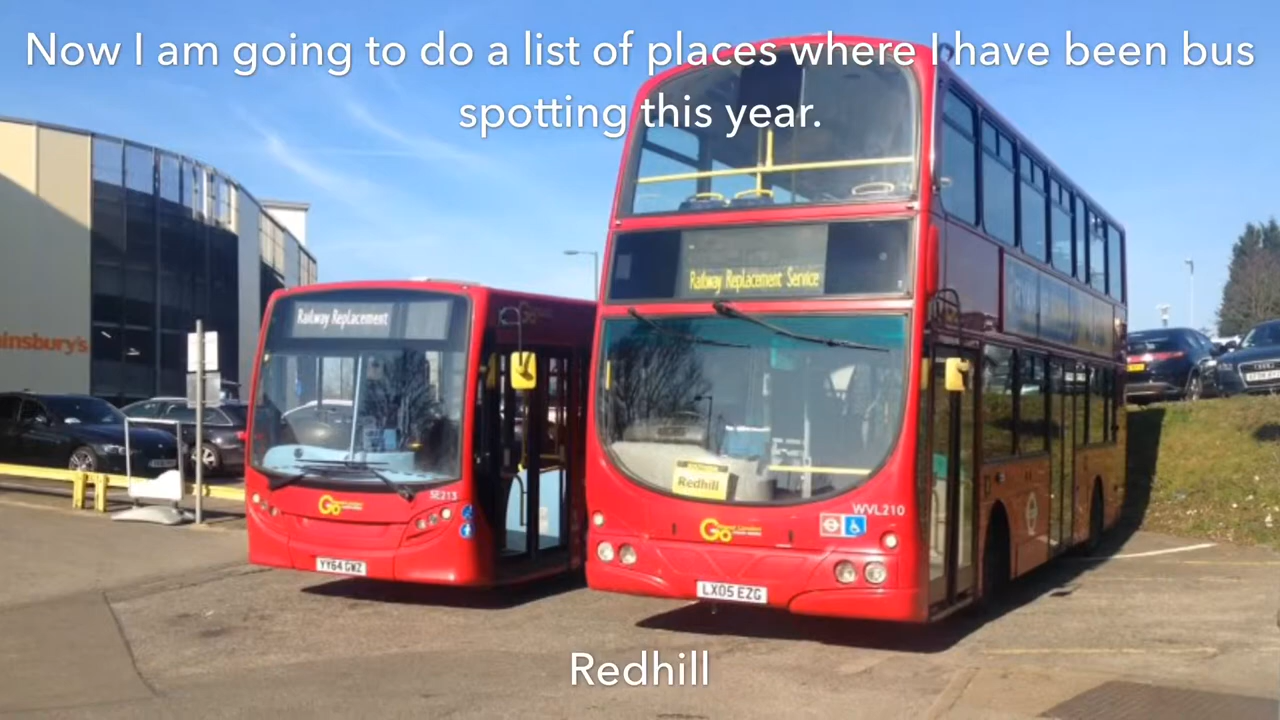 Now I am going to do a list of places where I have been bus
spotting this year.
Railway Replacement Service
Railway Replacement
ainsbury's
Redhill
SE213
WVL210
Go
Go
YY64 GWZ
LX05 EZG
Redhill